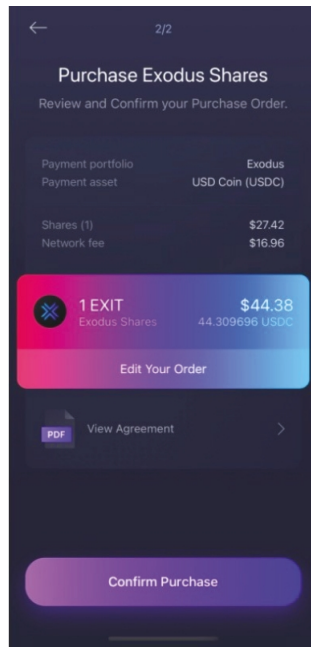 2/2
Purchase Exodus Shares
Review and Confirm your Purchase Order.
Payment portfolio Exodus
Payment asset USD Coin (USDC)
Shares (1) $27.42
Network fee $16.96
1 EXIT $44.38
Exodus Shares 44.309696 USDC
Edit Your Order
PDF View Agreement
Confirm Purchase